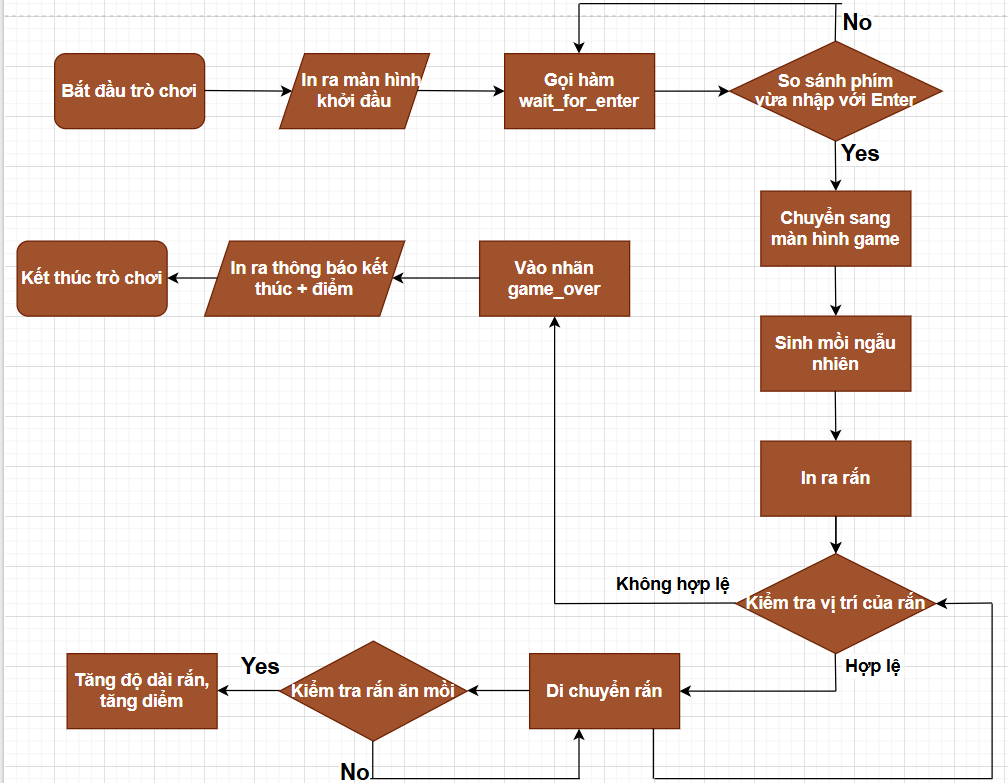 No
Bắt đầu trò chơi
In ra màn hình
khởi đầu
Gọi hàm
wait_for_enter
So sánh phím
vừa nhập với Enter
Yes
Chuyển sang
màn hình game
Kết thúc trò chơi
In ra thông báo kết
thúc + điểm
Vào nhãn
game_over
Sinh mồi ngẫu
nhiên
In ra rắn
Không hợp lệ
Kiểm tra vị trí của rắn
Hợp lệ
Yes
Tăng độ dài rắn,
tăng điểm
Kiểm tra rắn ăn mồi
Di chuyển rắn
No